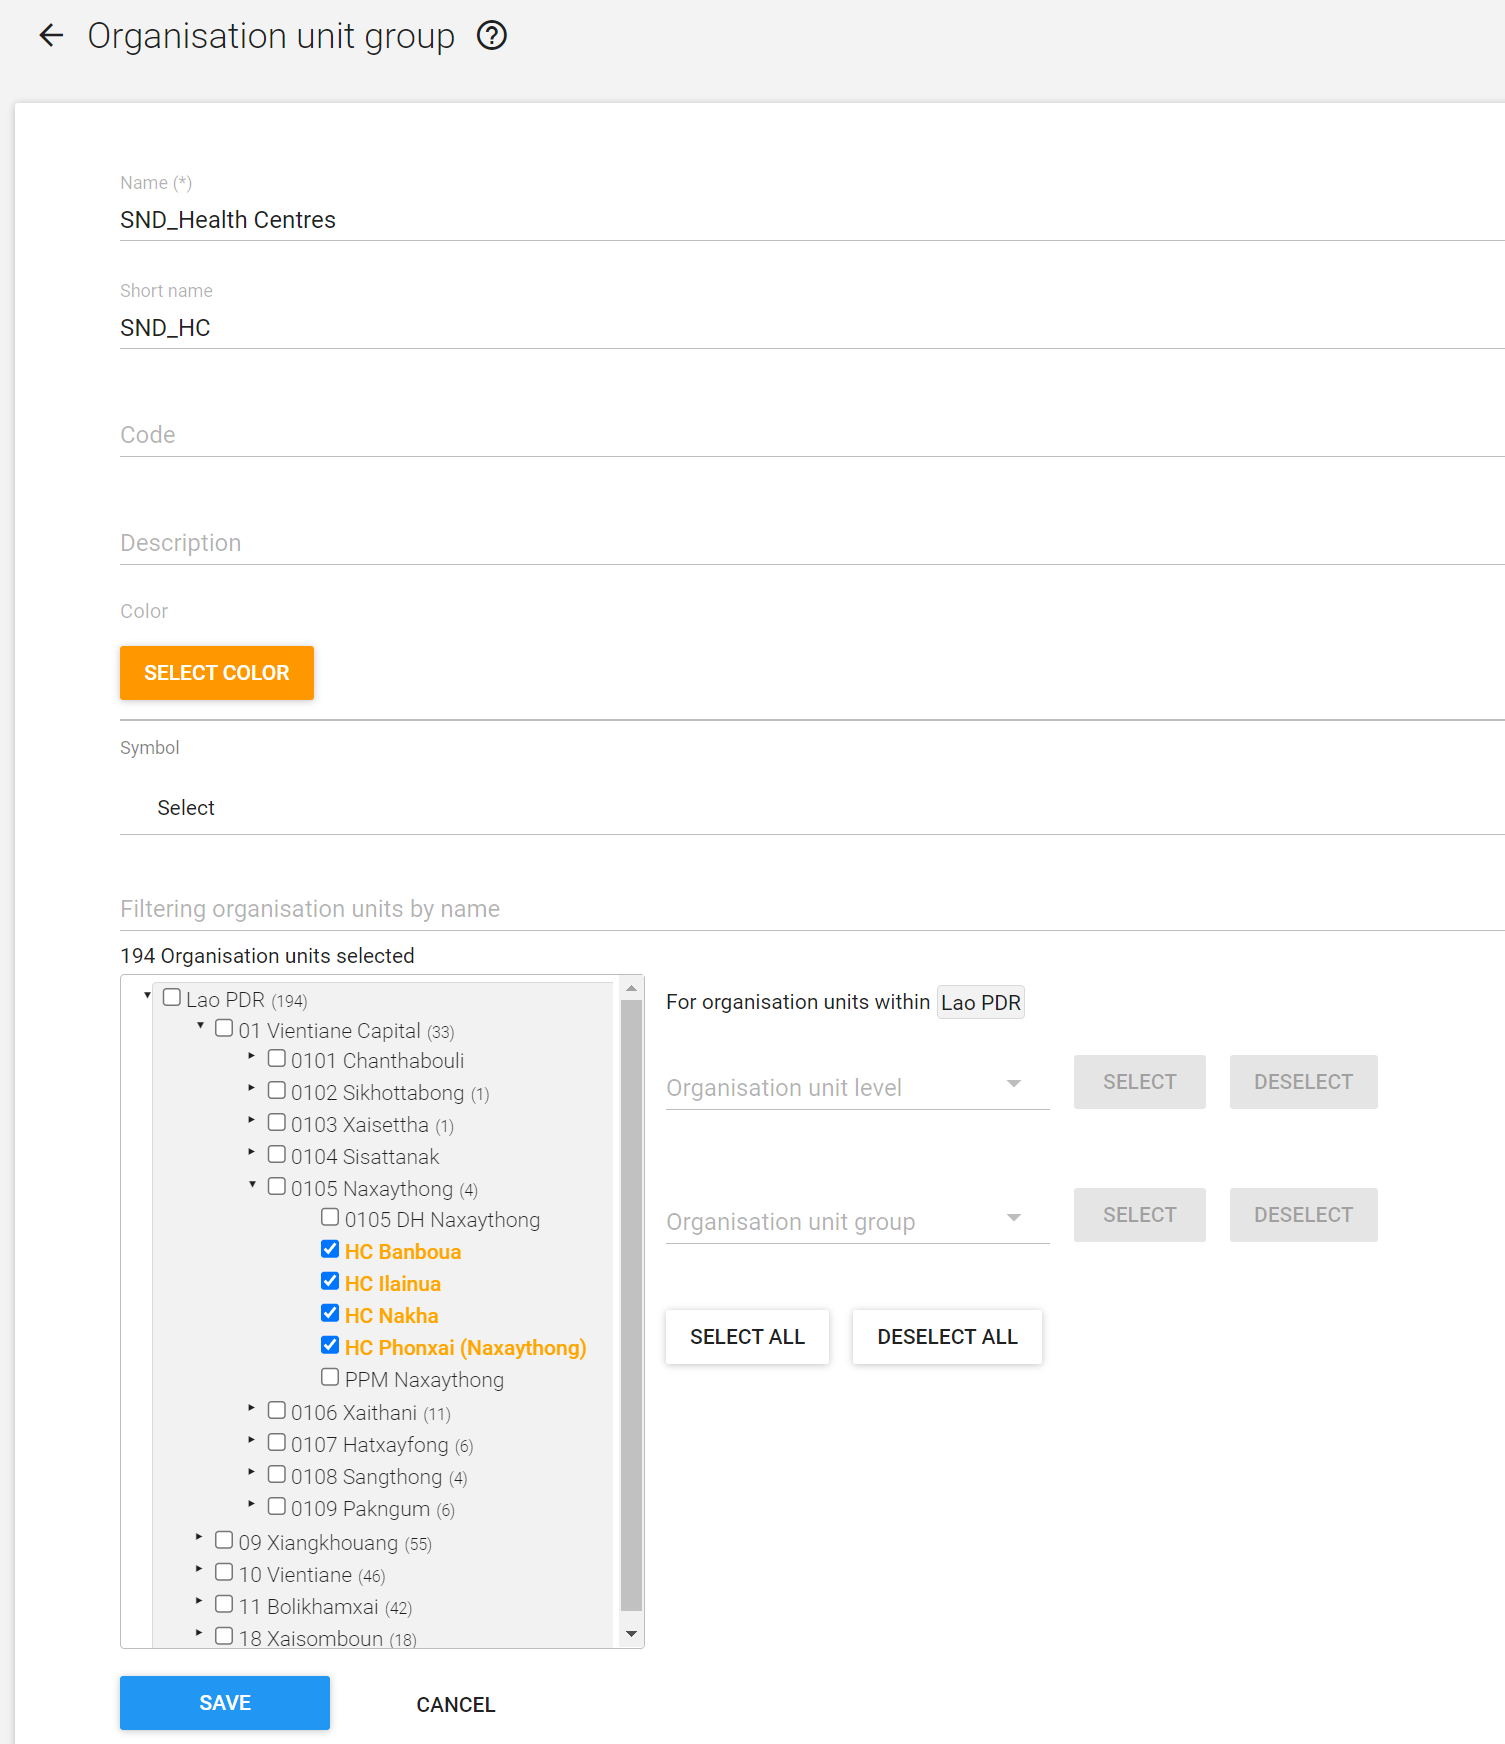 Organisation unit group
Name (*)
SND_Health Centres
Short name
SND_HC
Code
Description
Color
SELECT COLOR
Symbol
Select
Filtering organisation units by name
194 Organisation units selected
Lao PDR (194)
01 Vientiane Capital (33)
0101 Chanthabouli
0102 Sikhottabong (1)
0103 Xaisettha (1)
0104 Sisattanak
0105 Naxaythong (4)
0105 DH Naxaythong
HC Banboua
HC Ilainua
HC Nakha
HC Phonxai (Naxaythong)
PPM Naxaythong
0106 Xaithani (11)
0107 Hatxayfong (6)
0108 Sangthong (4)
0109 Pakngum (6)
09 Xiangkhouang (55)
10 Vientiane (46)
11 Bolikhamxai (42)
18 Xaisomboun (18)
For organisation units within Lao PDR
Organisation unit level
SELECT
DESELECT
Organisation unit group
SELECT
DESELECT
SELECT ALL
DESELECT ALL
SAVE
CANCEL